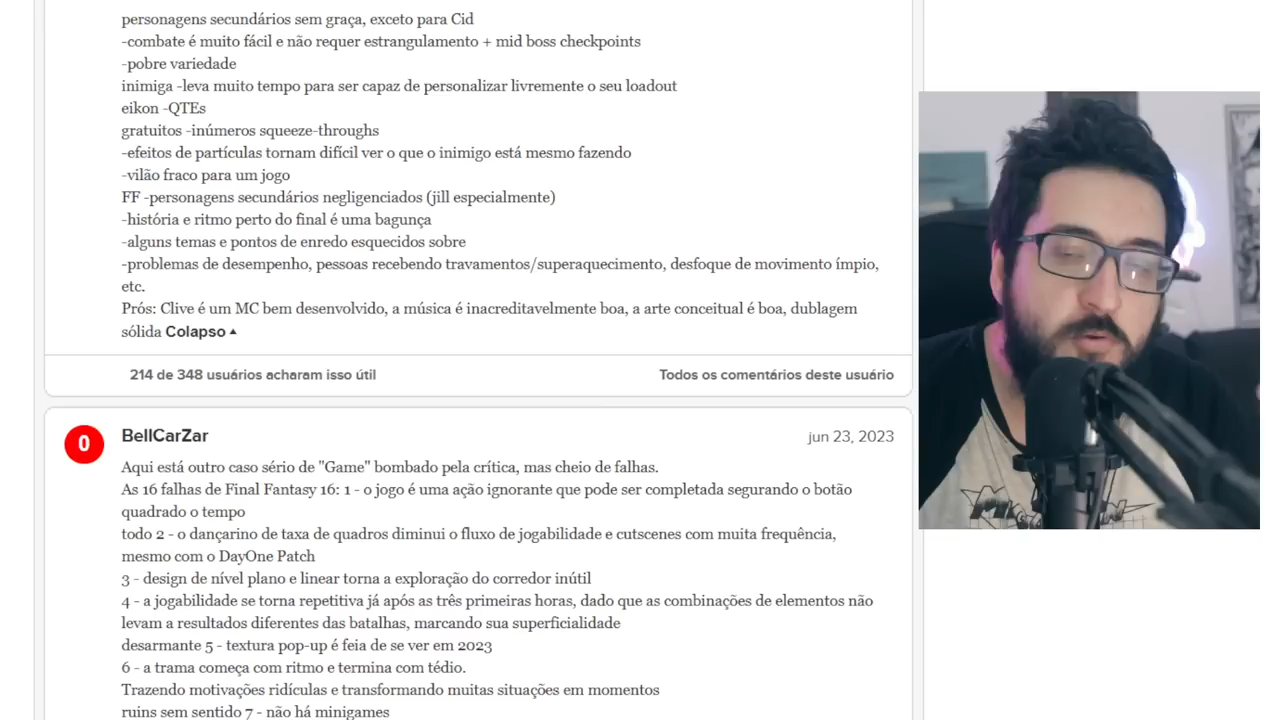 personagens secundários sem graça, exceto para Cid
-combate é muito fácil e não requer estrangulamento + mid boss checkpoints
-pobre variedade
inimiga -leva muito tempo para ser capaz de personalizar livremente o seu loadout
eikon -QTEs
gratuitos -inúmeros squeeze-throughs
-efeitos de partículas tornam difícil ver o que o inimigo está mesmo fazendo
-vilão fraco para um jogo
FF -personagens secundários negligenciados (jill especialmente)
-história e ritmo perto do final é uma bagunça
-alguns temas e pontos de enredo esquecidos sobre
-problemas de desempenho, pessoas recebendo travamentos/superaquecimento, desfoque de movimento ímpio,
etc.
Prós: Clive é um MC bem desenvolvido, a música é inacreditavelmente boa, a arte conceitual é boa, dublagem
sólida Colapso ▲
214 de 348 usuários acharam isso útil
Todos os comentários deste usuário
0
BellCarZar
jun 23, 2023
Aqui está outro caso sério de "Game" bombado pela crítica, mas cheio de falhas.
As 16 falhas de Final Fantasy 16: 1 - o jogo é uma ação ignorante que pode ser completada segurando o botão
quadrado o tempo
todo 2 - o dançarino de taxa de quadros diminui o fluxo de jogabilidade e cutscenes com muita frequência,
mesmo com o DayOne Patch
3 - design de nível plano e linear torna a exploração do corredor inútil
4 - a jogabilidade se torna repetitiva já após as três primeiras horas, dado que as combinações de elementos não
levam a resultados diferentes das batalhas, marcando sua superficialidade
desarmante 5 - textura pop-up é feia de se ver em 2023
6 - a trama começa com ritmo e termina com tédio.
Trazendo motivações ridículas e transformando muitas situações em momentos
ruins sem sentido 7 - não há minigames